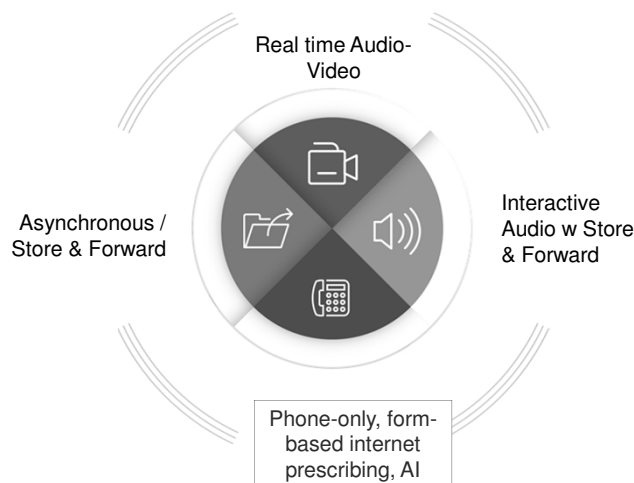 Real time Audio-
Video
Asynchronous /
Store & Forward
Interactive
Audio w Store
& Forward
Phone-only, form-
based internet
prescribing, AI